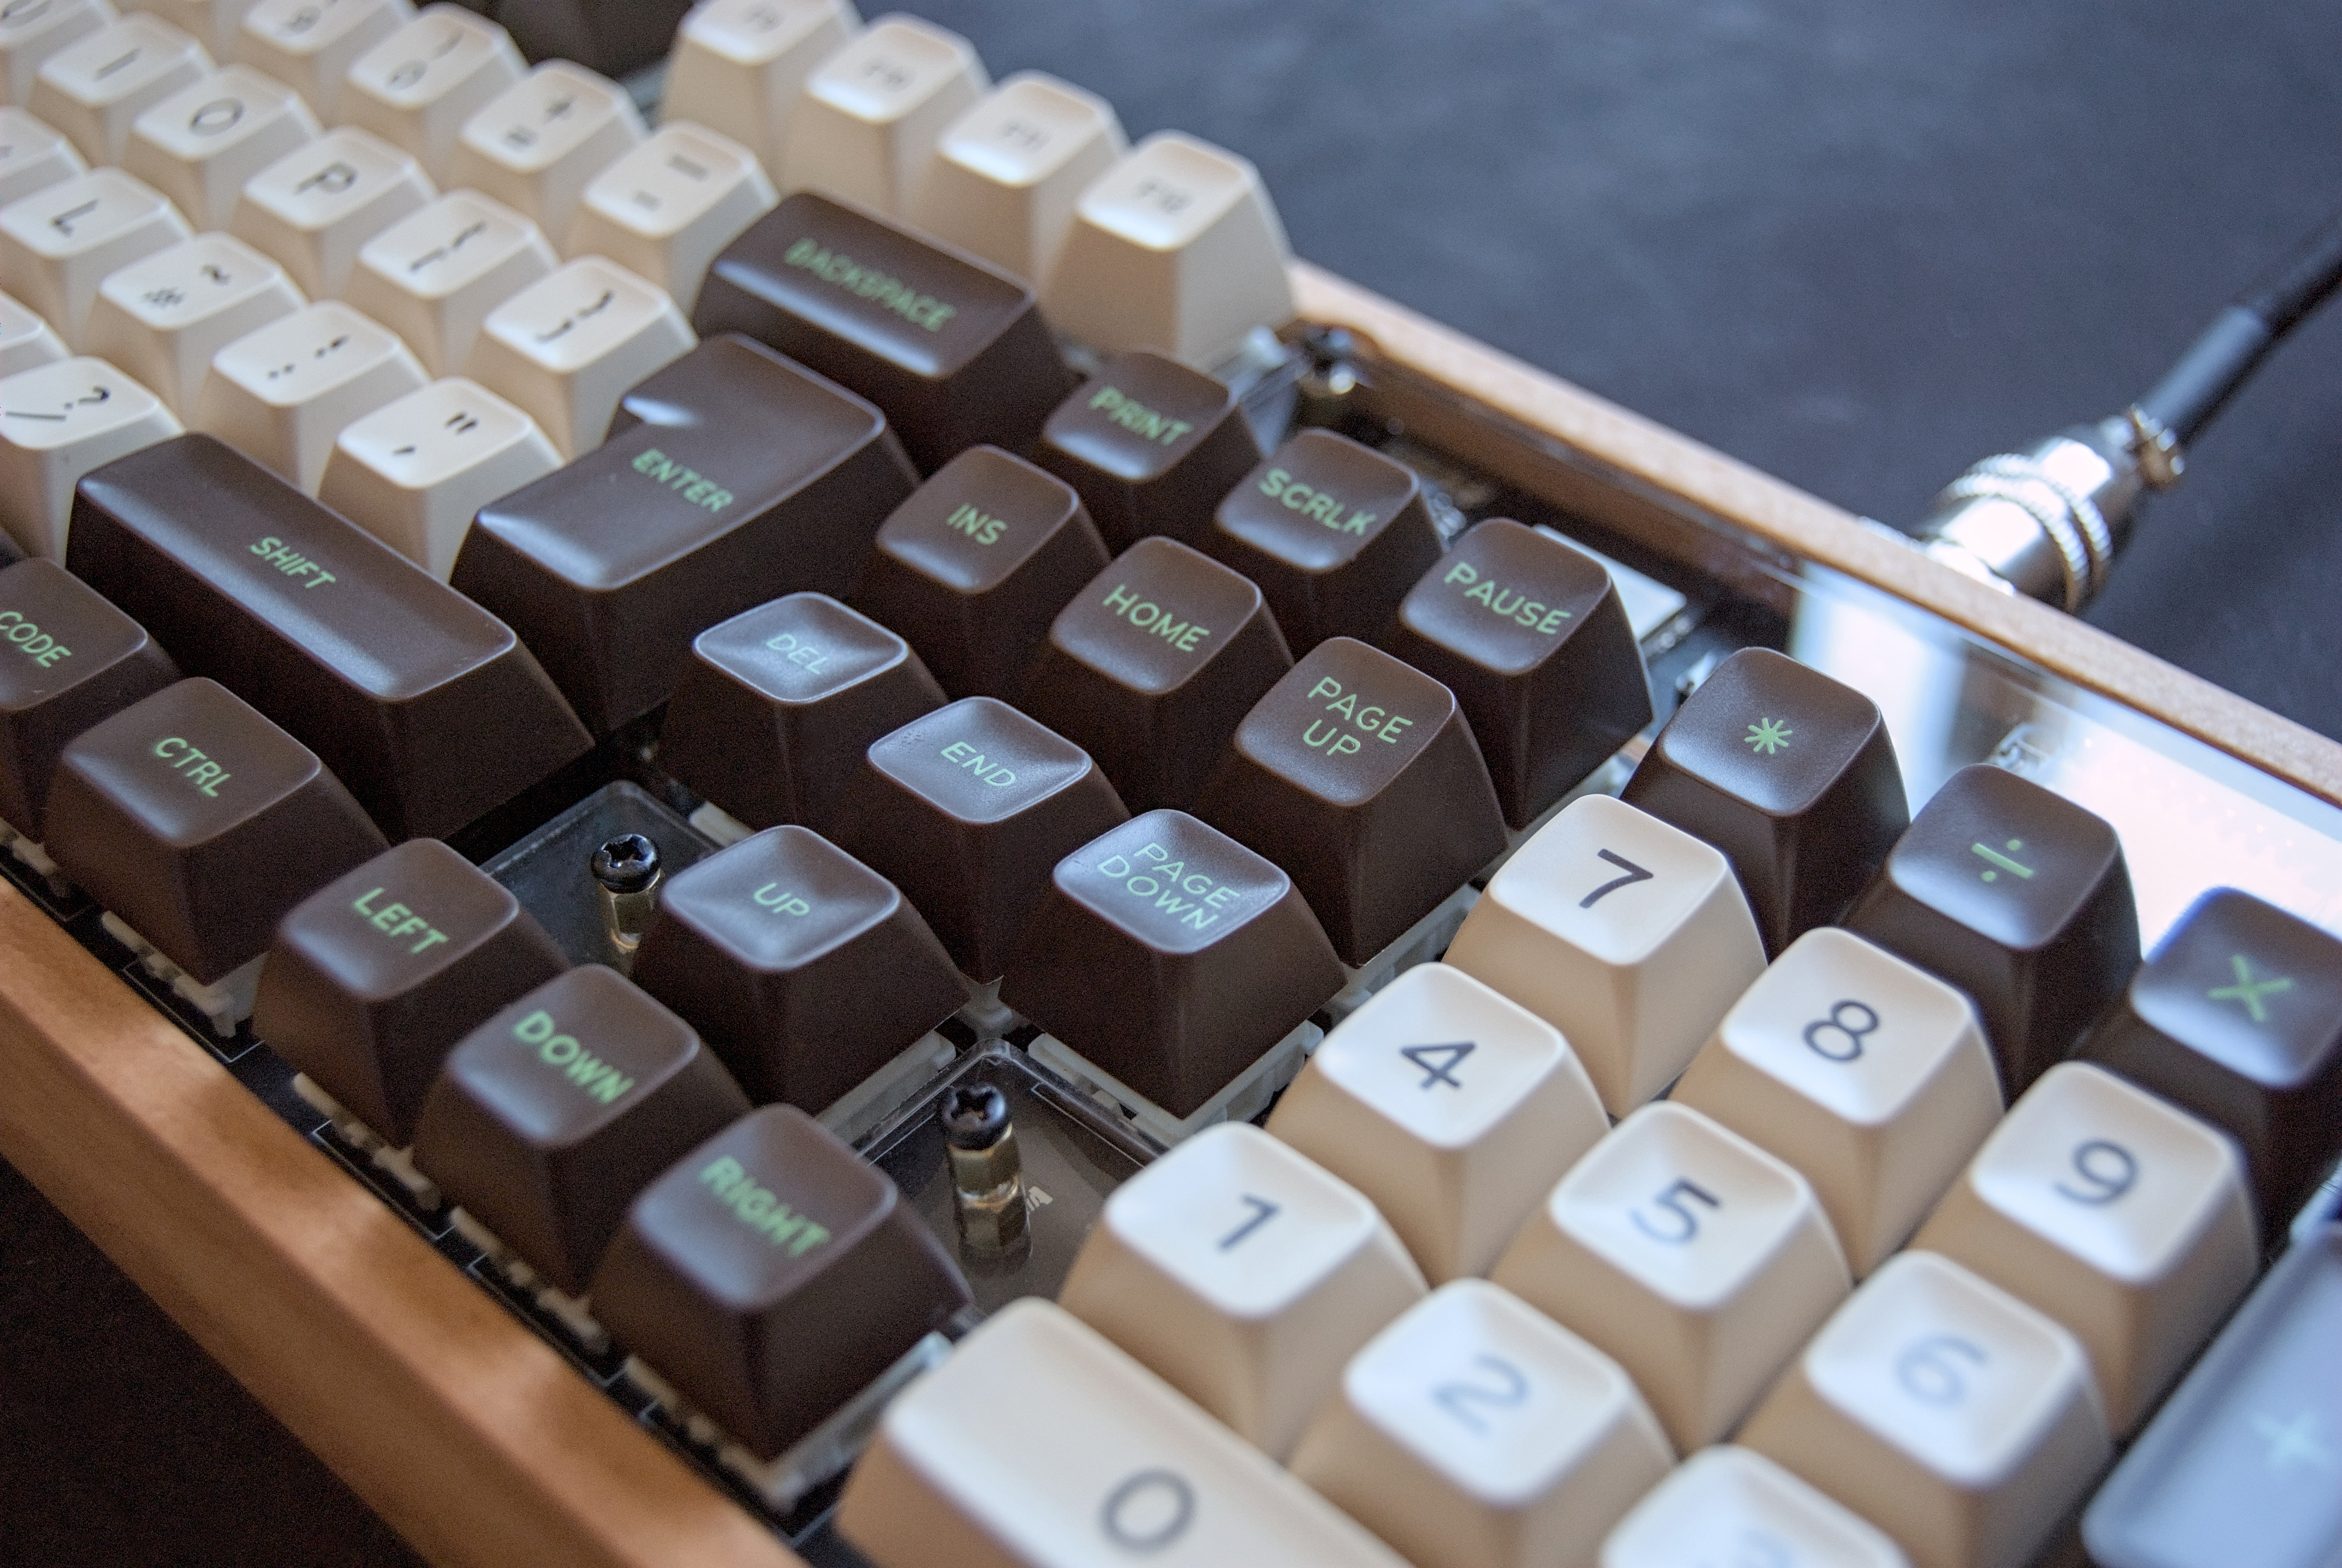 O
P
+
=
L
~
#
?
/
"
'
BACKSPACE
ENTER
SHIFT
CODE
CTRL
PRINT
SCRLK
PAUSE
INS
HOME
PAGE
UP
DEL
END
PAGE
DOWN
UP
LEFT
DOWN
RIGHT
*
÷
X
7
8
9
4
5
6
1
2
0
+